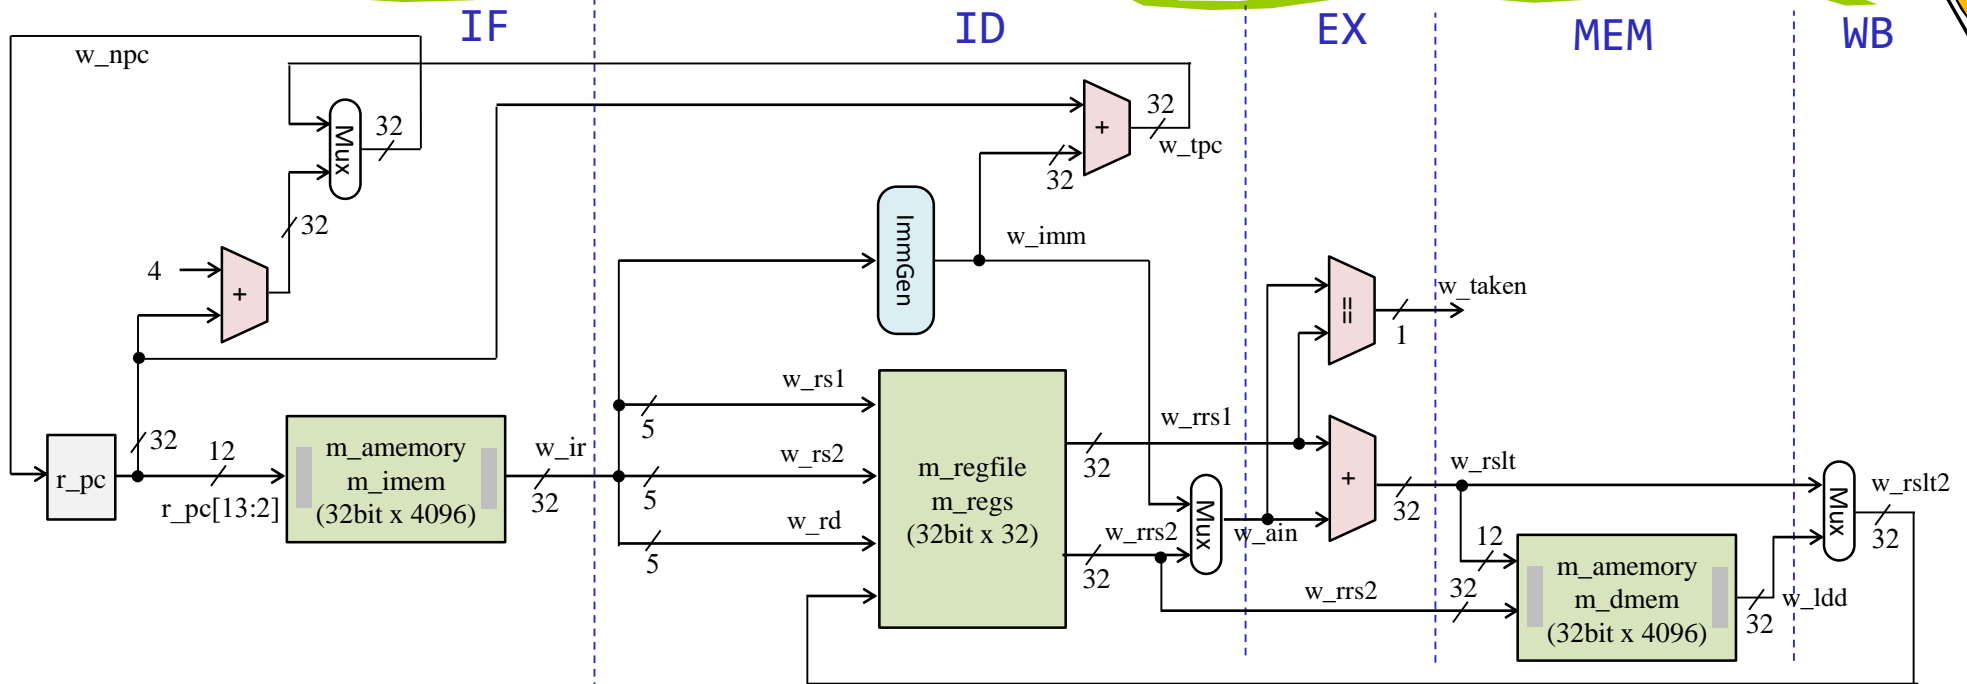 IF
ID
EX
MEM
WB
w_npc
Mux
32
32
4
+
32
+
32
w_tpc
32
ImmGen
w_imm
==
w_taken
1
r_pc
32
12
r_pc[13:2]
m_amemory
m_imem
(32bit x 4096)
w_ir
32
w_rs1
5
w_rs2
5
w_rd
5
m_regfile
m_regs
(32bit x 32)
w_rrs1
32
w_rrs2
32
Mux
w_ain
+
32
w_rslt
12
32
w_rrs2
m_amemory
m_dmem
(32bit x 4096)
32
w_ldd
Mux
w_rslt2
32